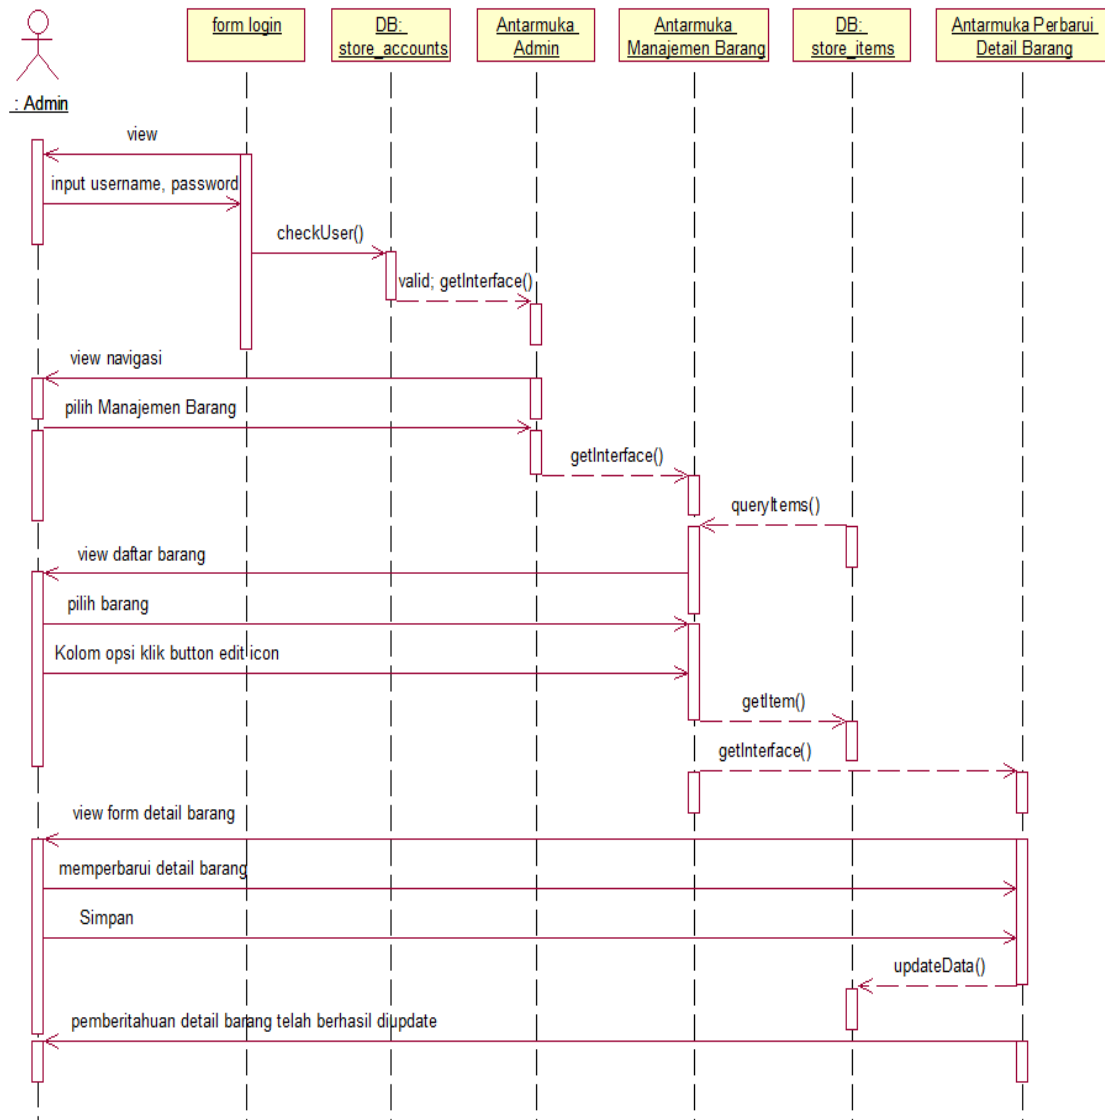 form login
DB:
store_accounts
Antarmuka
Admin
Antarmuka
Manajemen Barang
DB:
store_items
Antarmuka Perbarui
Detail Barang
: Admin
view
input username, password
checkUser()
valid; getInterface()
view navigasi
pilih Manajemen Barang
getInterface()
queryItems()
view daftar barang
pilih barang
Kolom opsi klik button edit icon
getItem()
getInterface()
view form detail barang
memperbarui detail barang
Simpan
updateData()
pemberitahuan detail barang telah berhasil diupdate